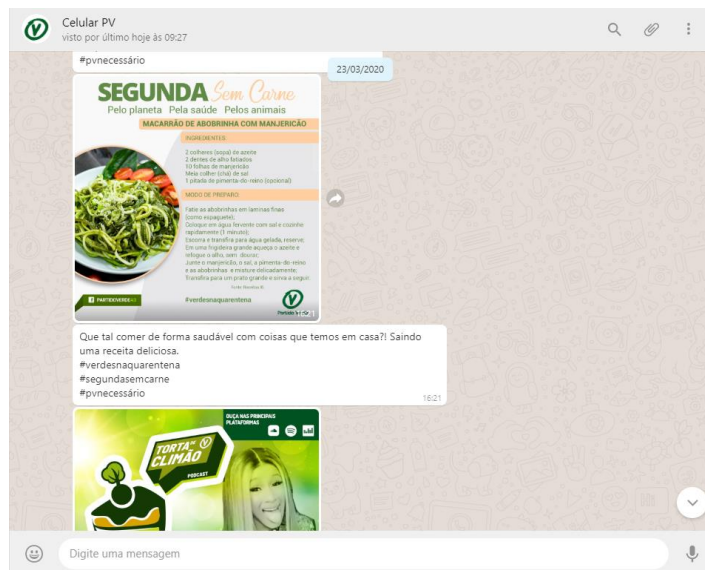 Celular PV
visto por último hoje às 09:27
#pvnecessário
23/03/2020
SEGUNDA Sem Carne
Pelo planeta Pela saúde Pelos animais
MACARRÃO DE ABOBRINHA COM MANJERICÃO
INGREDIENTES:
2 colheres (sopa) de azeite
2 dentes de alho fatiados
10 folhas de manjericão
Meia colher (chá) de sal
1 pitada de pimenta-do-reino (opcional)
MODO DE PREPARO:
Fatie as abobrinhas em laminas finas
(como espaguete);
Coloque em água fervente com sal e cozinhe
rapidamente (1 minuto);
Escorra e transfira para água gelada, reserve;
Em uma frigideira grande aqueça o azeite e
refogue o alho, sem dourar;
Junte o manjericão, o sal, a pimenta-do-reino
e as abobrinhas e misture delicadamente;
Transfira para um prato grande e sirva a seguir.
PARTIDOVERDE43
#verdesnaquarentena
16:21
Que tal comer de forma saudável com coisas que temos em casa?! Saindo
uma receita deliciosa.
#verdesnaquarentena
#segundasemcarne
#pvnecessário
16:21
OUÇA NAS PRINCIPAIS
PLATAFORMAS
TORTA DE
CLIMÃO
PODCAST
Digite uma mensagem